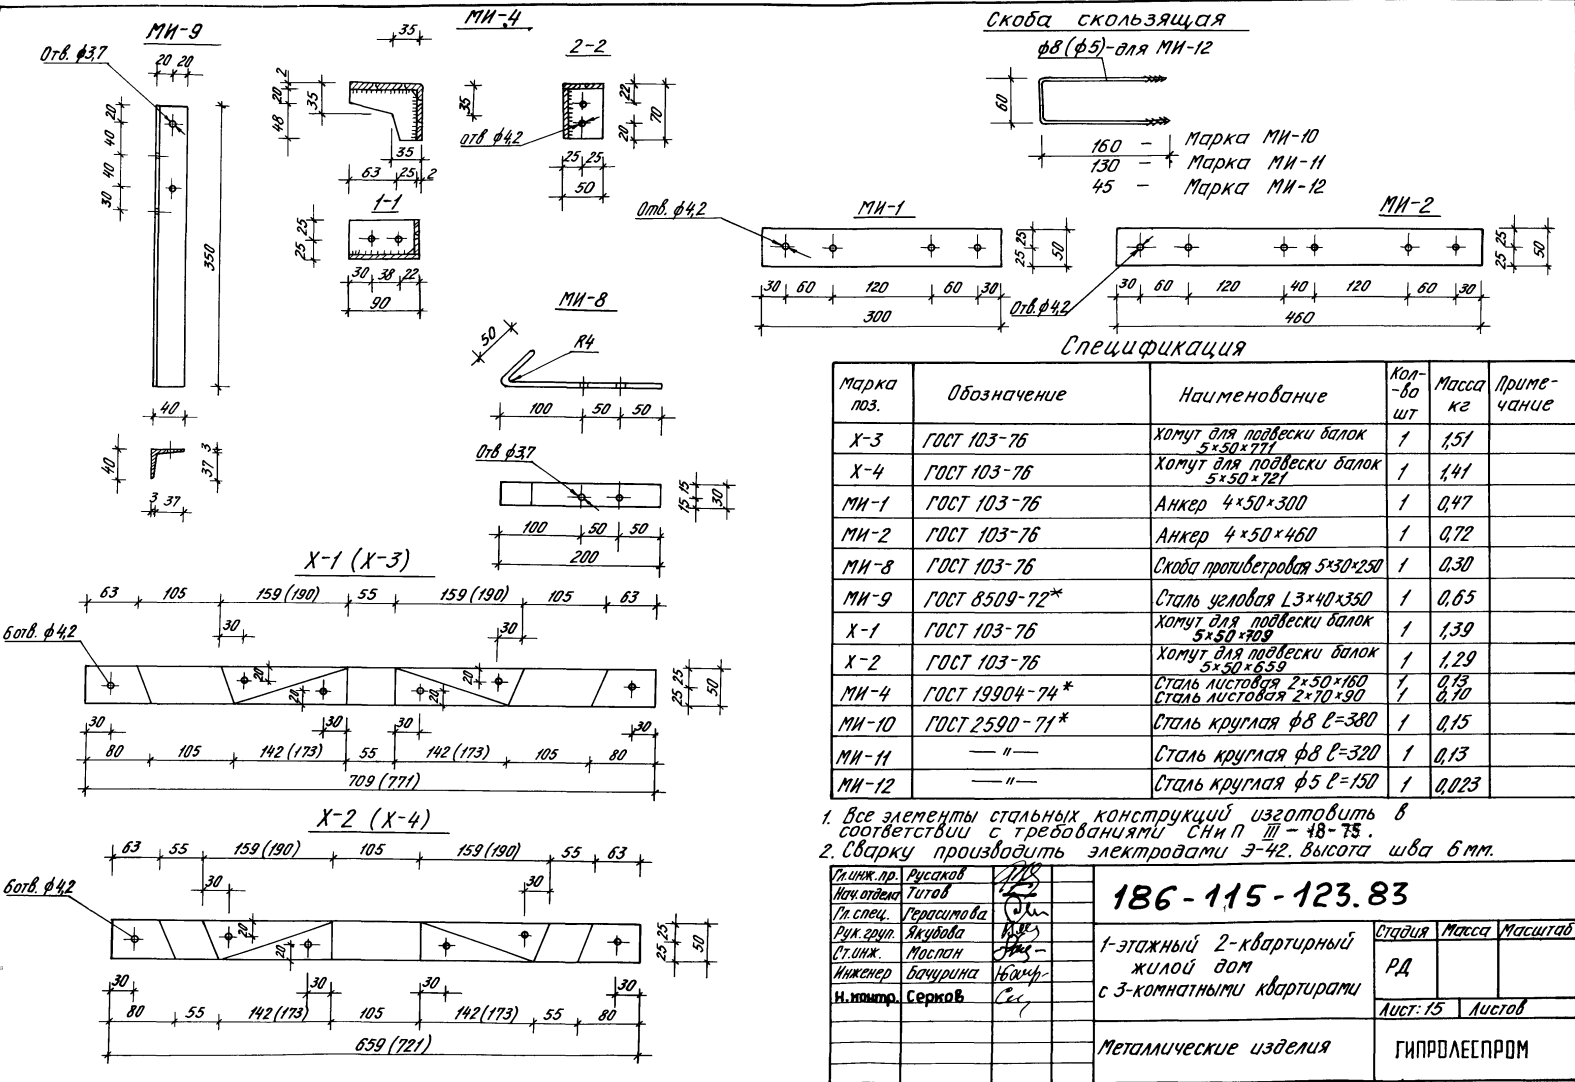 МИ-9
Отв. ф3,7
20 20
20
40
40
30
350
40
40
3
37
3 37
МИ-4
35
2
20
48
35
35
35
63 25 2
1-1
25
25
30 38 22
90
2-2
отв ф4,2
22
20
70
25 25
50
МИ-8
50
R4
100 50 50
Отв ф3,7
15 15
30
100 50 50
200
Скоба скользящая
ф8 (ф5)-для МИ-12
60
160 - Марка МИ-10
130 - Марка МИ-11
45 - Марка МИ-12
МИ-1
Отв. ф4,2
25 25
50
30 60 120 60 30
300
МИ-2
Отв. ф4,2
25 25
50
30 60 120 40 120 60 30
460
Х-1 (Х-3)
63 105 159(190) 55 159(190) 105 63
30 30
6отв. ф4,2
20 20 20 20
25 25
50
30 30 30 30
80 105 142(173) 55 142(173) 105 80
709 (771)
Х-2 (Х-4)
63 55 159(190) 105 159(190) 55 63
30 30
6отв. ф4,2
20 20
25 25
50
30 30 30 30
80 55 142(173) 105 142(173) 55 80
659 (721)
Спецификация
Марка поз. Обозначение Наименование Кол--во шт Масса кг Приме-чание
Х-3 ГОСТ 103-76 Хомут для подвески балок 5×50×771 1 1,51
Х-4 ГОСТ 103-76 Хомут для подвески балок 5×50×721 1 1,41
МИ-1 ГОСТ 103-76 Анкер 4×50×300 1 0,47
МИ-2 ГОСТ 103-76 Анкер 4×50×460 1 0,72
МИ-8 ГОСТ 103-76 Скоба противетровая 5×30×250 1 0,30
МИ-9 ГОСТ 8509-72* Сталь угловая L3×40×350 1 0,65
Х-1 ГОСТ 103-76 Хомут для подвески балок 5×50×709 1 1,39
Х-2 ГОСТ 103-76 Хомут для подвески балок 5×50×659 1 1,29
МИ-4 ГОСТ 19904-74* Сталь листовая 2×50×160 1 0,13
Сталь листовая 2×70×90 1 0,10
МИ-10 ГОСТ 2590-71* Сталь круглая ф8 ℓ=380 1 0,15
МИ-11 —"— Сталь круглая ф8 ℓ=320 1 0,13
МИ-12 —"— Сталь круглая ф5 ℓ=150 1 0,023
1. Все элементы стальных конструкций изготовить в
соответствии с требованиями СНиП III-18-75.
2. Сварку производить электродами Э-42. Высота шва 6 мм.
Гл.инж.пр. Русаков
Нач.отдела Титов
Гл.спец. Герасимова
Рук.груп. Якубова
Ст.инж. Моспан
Инженер Бачурина
Н.контр. Серков
186-115-123.83
1-этажный 2-квартирный
жилой дом
с 3-комнатными квартирами
Стадия Масса Масштаб
РД
Лист: 15 Листов
Металлические изделия
ГИПРОЛЕСПРОМ